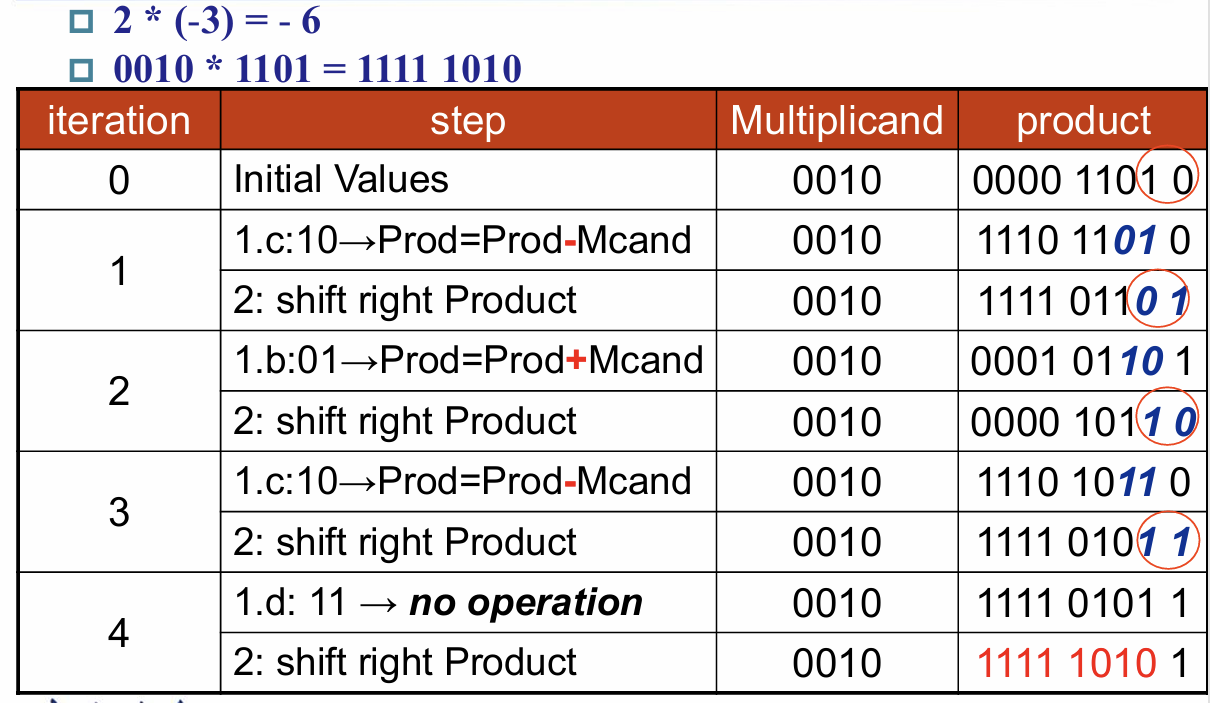 2 * (-3) = - 6
0010 * 1101 = 1111 1010
iteration step Multiplicand product
0 Initial Values 0010 0000 1101 0
1 1.c:10→Prod=Prod-Mcand 0010 1110 1101 0
2: shift right Product 0010 1111 0110 1
2 1.b:01→Prod=Prod+Mcand 0010 0001 0110 1
2: shift right Product 0010 0000 1011 0
3 1.c:10→Prod=Prod-Mcand 0010 1110 1011 0
2: shift right Product 0010 1111 0101 1
4 1.d: 11 → no operation 0010 1111 0101 1
2: shift right Product 0010 1111 1010 1